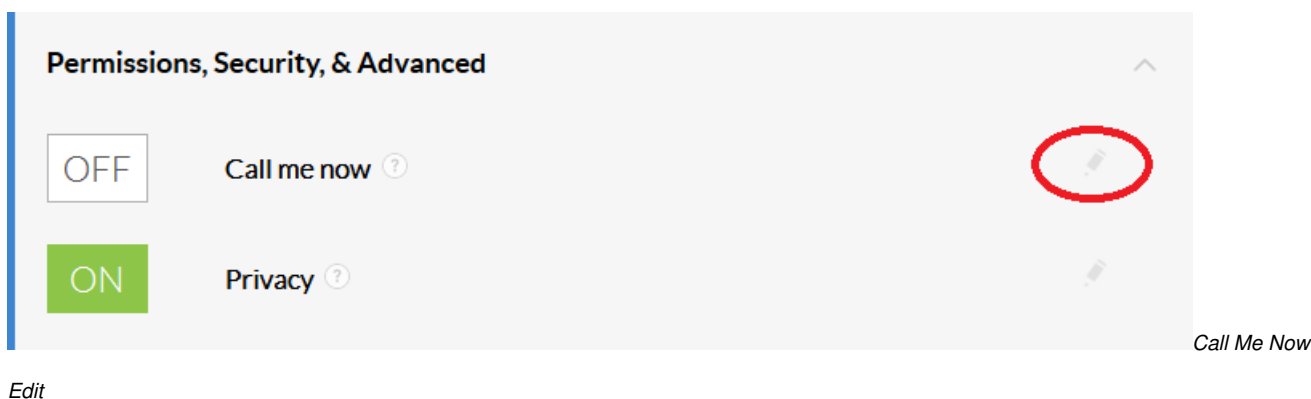 Permissions, Security, & Advanced
OFF Call me now ?
ON Privacy ?
Call Me Now
Edit